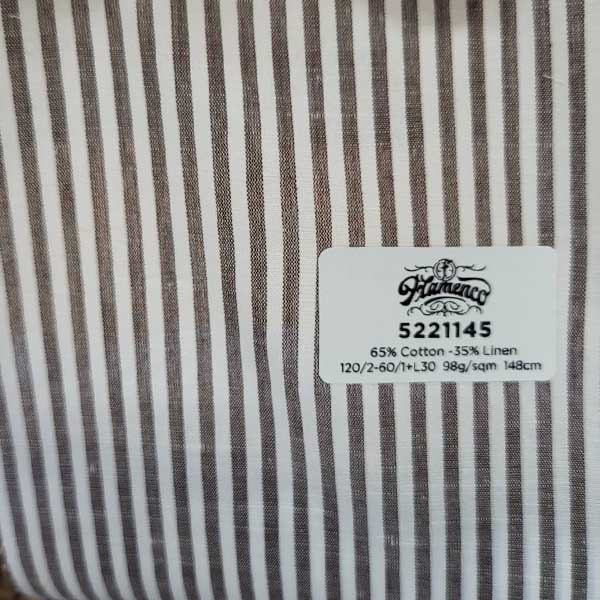 Flamenco
5221145
65% Cotton -35% Linen
120/2-60/1+L30 98g/sqm 148cm